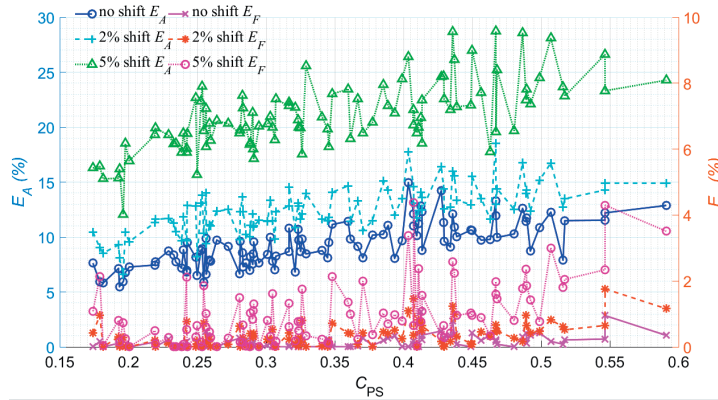 no shift E_A no shift E_F
2% shift E_A 2% shift E_F
5% shift E_A 5% shift E_F
30
25
20
15
10
5
0
E_A (%)
10
8
6
4
2
0
E_F (%)
0.15 0.2 0.25 0.3 0.35 0.4 0.45 0.5 0.55 0.6
C_PS